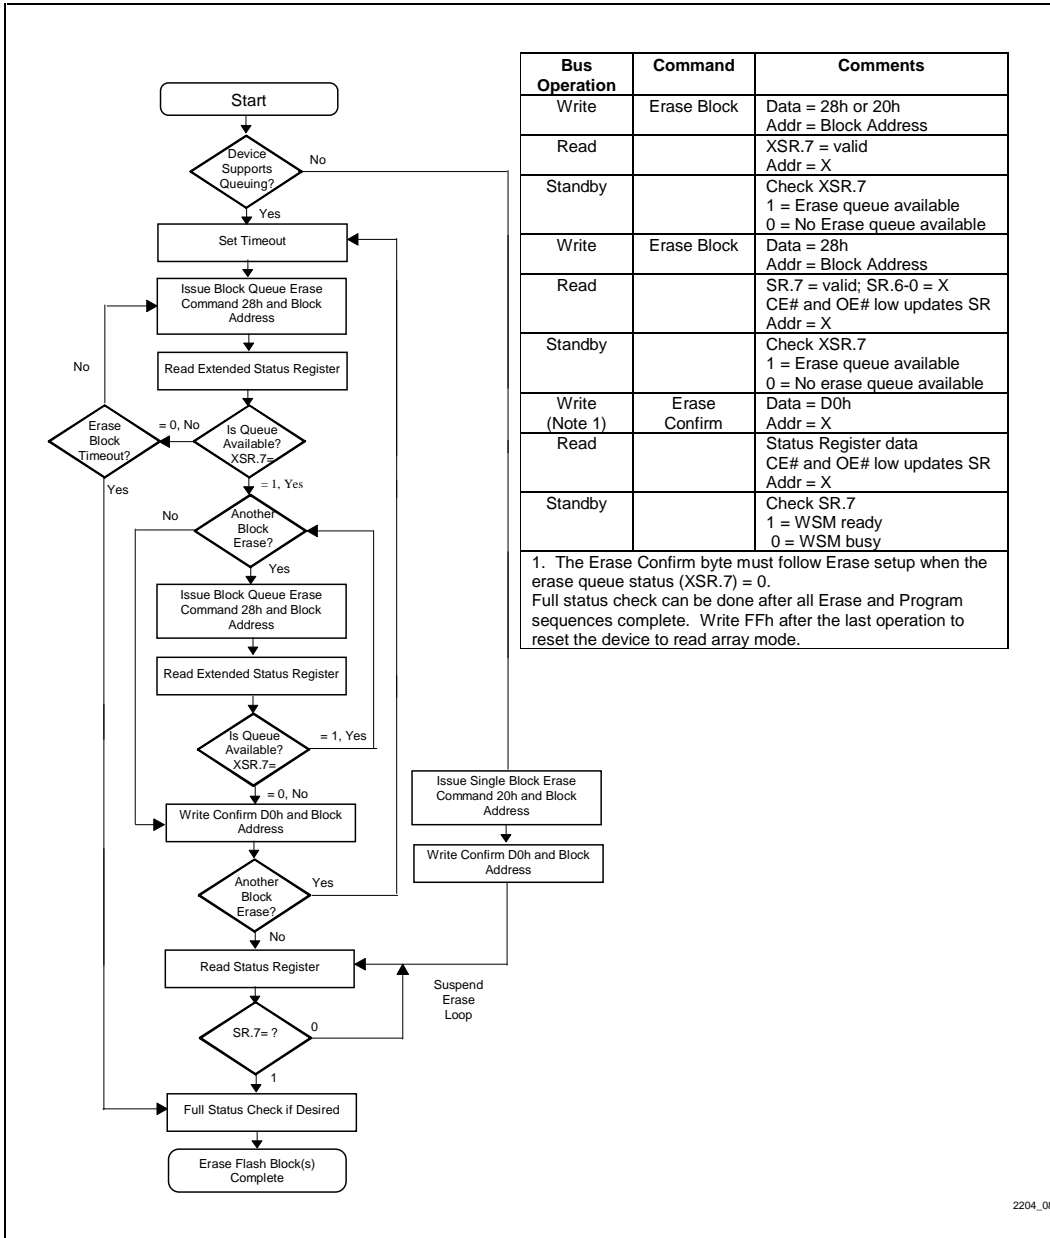 Start
Device
Supports
Queuing?
No
Yes
Set Timeout
Issue Block Queue Erase
Command 28h and Block
Address
No
Read Extended Status Register
Erase
Block
Timeout?
= 0, No
Is Queue
Available?
XSR.7=
Yes
= 1, Yes
No
Another
Block
Erase?
Yes
Issue Block Queue Erase
Command 28h and Block
Address
Read Extended Status Register
Is Queue
Available?
XSR.7=
= 1, Yes
= 0, No
Write Confirm D0h and Block
Address
Another
Block
Erase?
Yes
No
Issue Single Block Erase
Command 20h and Block
Address
Write Confirm D0h and Block
Address
Read Status Register
Suspend
Erase
Loop
SR.7= ?
0
1
Full Status Check if Desired
Erase Flash Block(s)
Complete
Bus
Operation
Command
Comments
Write
Erase Block
Data = 28h or 20h
Addr = Block Address
Read
XSR.7 = valid
Addr = X
Standby
Check XSR.7
1 = Erase queue available
0 = No Erase queue available
Write
Erase Block
Data = 28h
Addr = Block Address
Read
SR.7 = valid; SR.6-0 = X
CE# and OE# low updates SR
Addr = X
Standby
Check XSR.7
1 = Erase queue available
0 = No erase queue available
Write
(Note 1)
Erase
Confirm
Data = D0h
Addr = X
Read
Status Register data
CE# and OE# low updates SR
Addr = X
Standby
Check SR.7
1 = WSM ready
0 = WSM busy
1. The Erase Confirm byte must follow Erase setup when the
erase queue status (XSR.7) = 0.
Full status check can be done after all Erase and Program
sequences complete. Write FFh after the last operation to
reset the device to read array mode.
2204_08